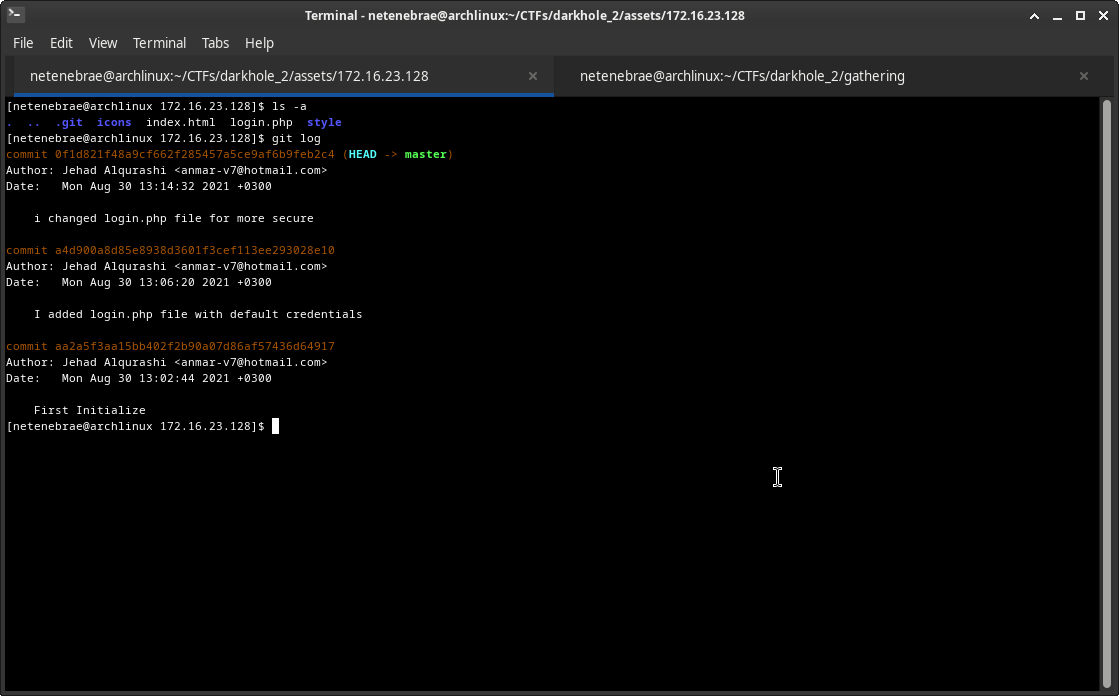 Terminal - netenebrae@archlinux:~/CTFs/darkhole_2/assets/172.16.23.128
File Edit View Terminal Tabs Help
netenebrae@archlinux:~/CTFs/darkhole_2/assets/172.16.23.128 netenebrae@archlinux:~/CTFs/darkhole_2/gathering
[netenebrae@archlinux 172.16.23.128]$ ls -a
. .. .git icons index.html login.php style
[netenebrae@archlinux 172.16.23.128]$ git log
commit 0f1d821f48a9cf662f285457a5ce9af6b9feb2c4 (HEAD -> master)
Author: Jehad Alqurashi <anmar-v7@hotmail.com>
Date:   Mon Aug 30 13:14:32 2021 +0300
    i changed login.php file for more secure
commit a4d900a8d85e8938d3601f3cef113ee293028e10
Author: Jehad Alqurashi <anmar-v7@hotmail.com>
Date:   Mon Aug 30 13:06:20 2021 +0300
    I added login.php file with default credentials
commit aa2a5f3aa15bb402f2b90a07d86af57436d64917
Author: Jehad Alqurashi <anmar-v7@hotmail.com>
Date:   Mon Aug 30 13:02:44 2021 +0300
    First Initialize
[netenebrae@archlinux 172.16.23.128]$